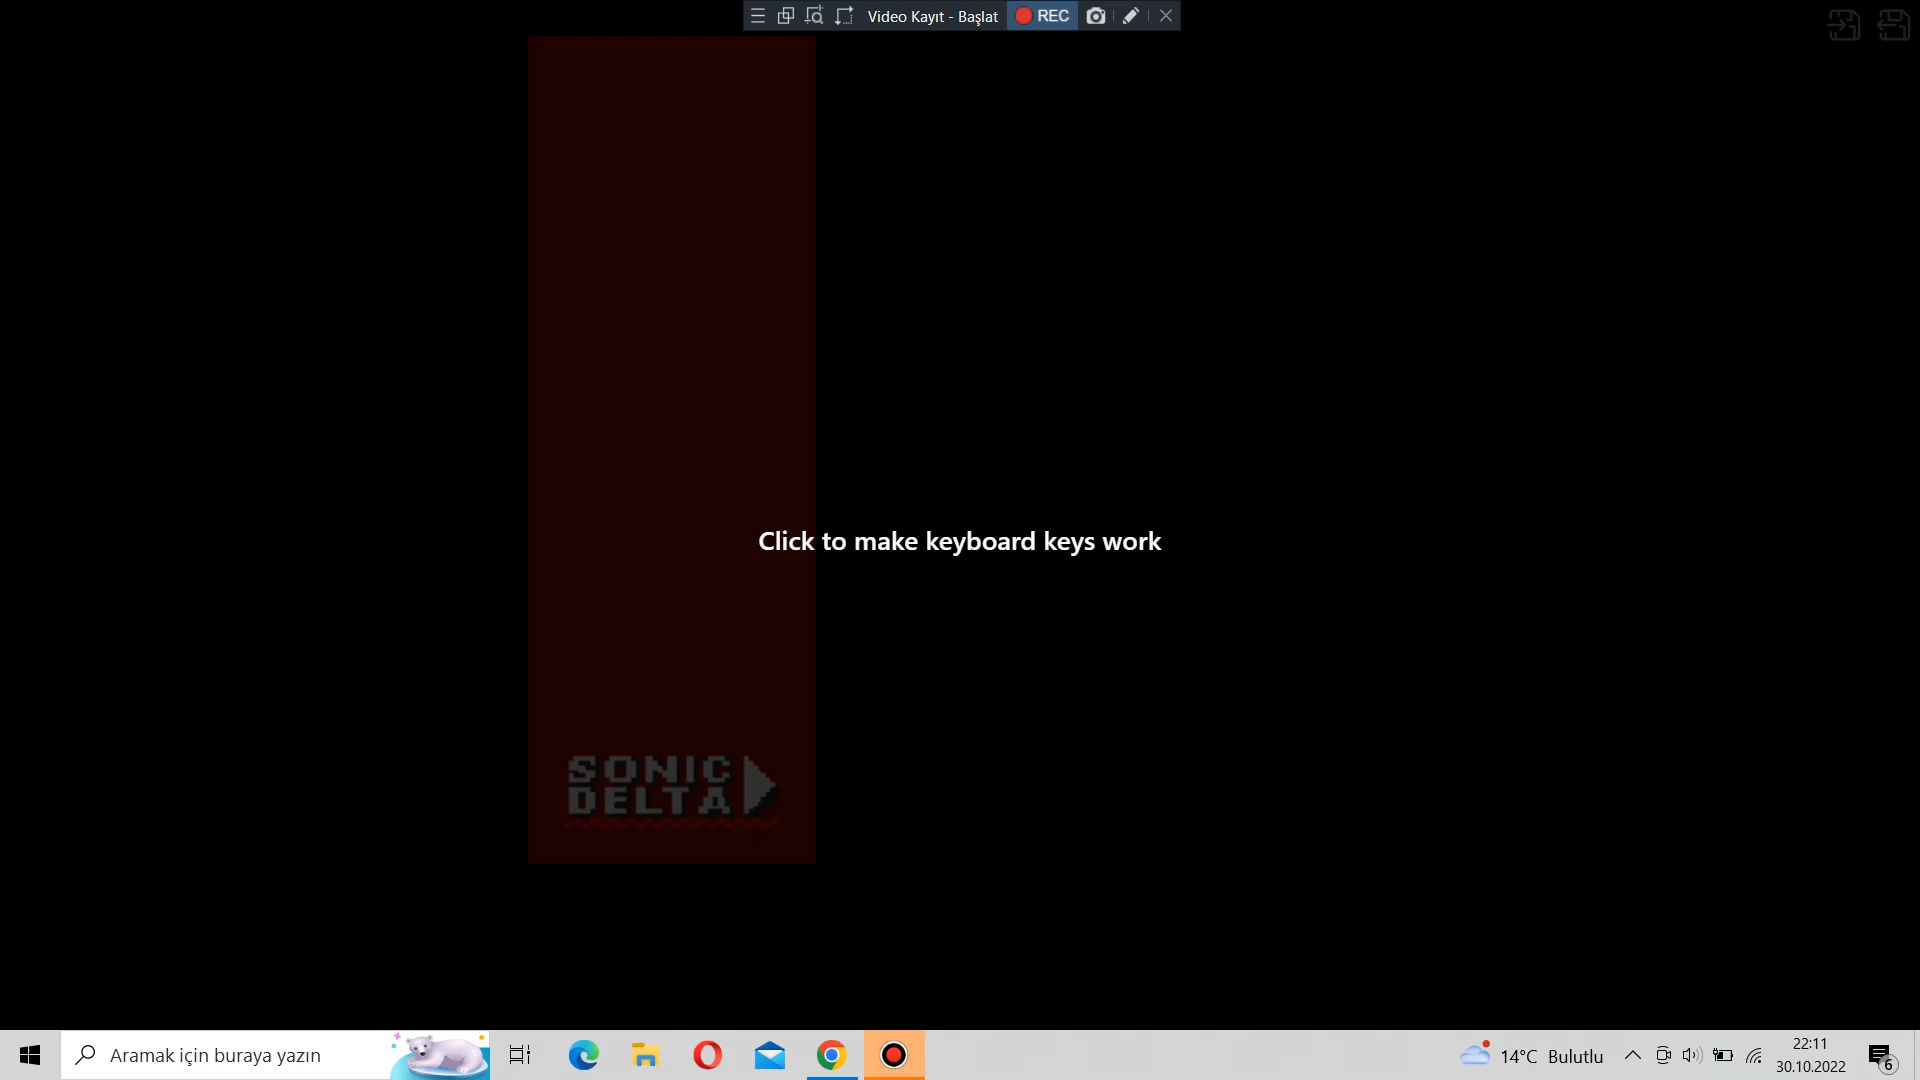 Video Kayıt - Başlat
REC
Click to make keyboard keys work
SONIC
DELTA
Aramak için buraya yazın
14°C Bulutlu
22:11
30.10.2022
6